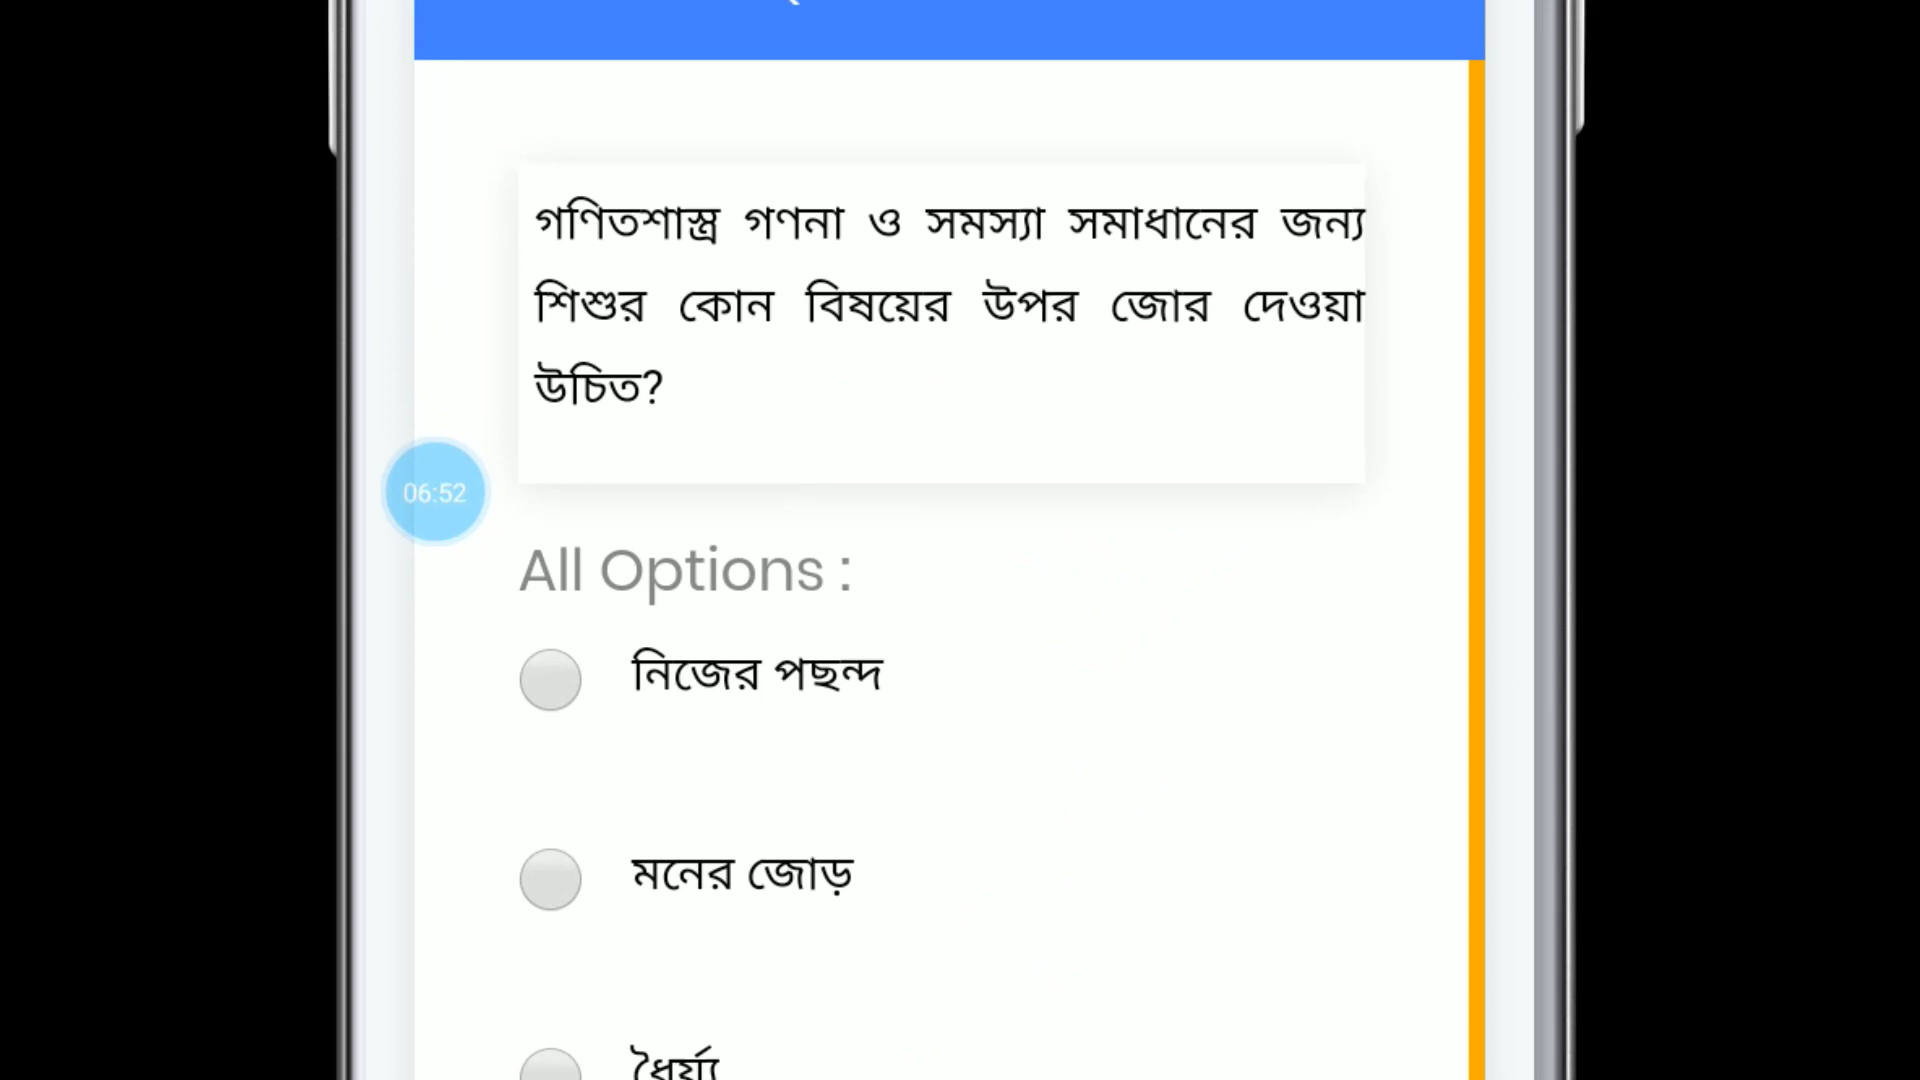 গণিতশাস্ত্র গণনা ও সমস্যা সমাধানের জন্য
শিশুর কোন বিষয়ের উপর জোর দেওয়া
উচিত?
06:52
All Options :
নিজের পছন্দ
মনের জোড়
ধৈর্য্য